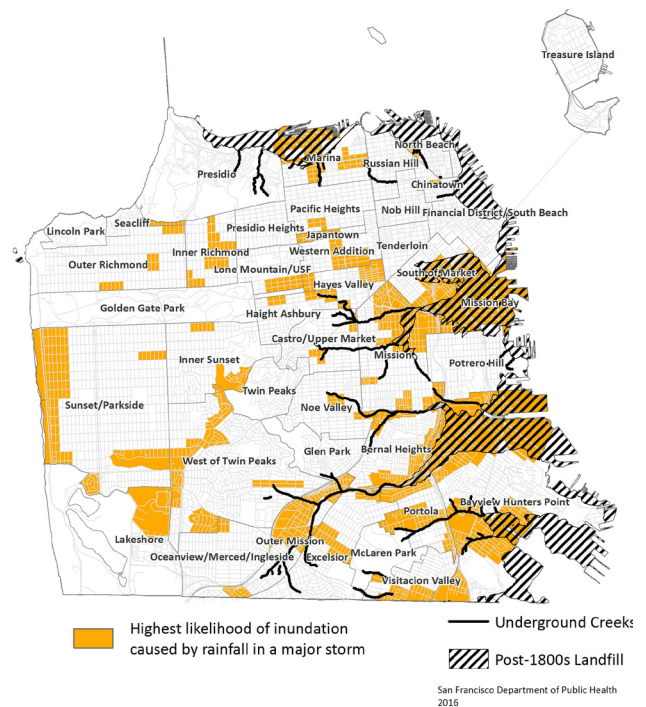 Treasure Island
North Beach
Marina
Russian Hill
Presidio
Chinatown
Pacific Heights
Nob Hill
Financial District/South Beach
Seacliff
Lincoln Park
Presidio Heights
Japantown
Tenderloin
Inner Richmond
Western Addition
Outer Richmond
Lone Mountain/USF
South of Market
Hayes Valley
Golden Gate Park
Mission Bay
Haight Ashbury
Castro/Upper Market
Mission
Inner Sunset
Potrero Hill
Twin Peaks
Sunset/Parkside
Noe Valley
Glen Park
Bernal Heights
West of Twin Peaks
Bayview Hunters Point
Portola
Lakeshore
Outer Mission
Oceanview/Merced/Ingleside
Excelsior
McLaren Park
Visitacion Valley
Highest likelihood of inundation
caused by rainfall in a major storm
Underground Creeks
Post-1800s Landfill
San Francisco Department of Public Health
2016